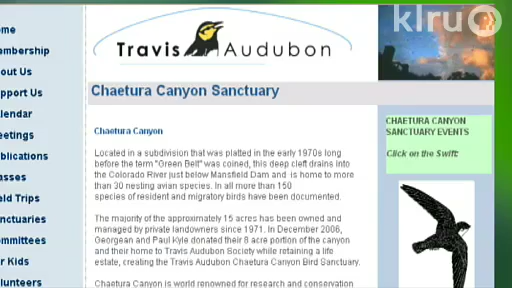 klru
Travis Audubon
Chaetura Canyon Sanctuary
ome
embership
out Us
pport Us
lendar
eetings
blications
asses
eld Trips
nctuaries
ommittees
r Kids
lunteers
Chaetura Canyon
Located in a subdivision that was platted in the early 1970s long
before the term "Green Belt" was coined, this deep cleft drains into
the Colorado River just below Mansfield Dam and is home to more
than 30 nesting avian species. In all more than 150
species of resident and migratory birds have been documented.
The majority of the approximately 15 acres has been owned and
managed by private landowners since 1971. In December 2006,
Georgean and Paul Kyle donated their 8 acre portion of the canyon
and their home to Travis Audubon Society while retaining a life
estate, creating the Travis Audubon Chaetura Canyon Bird Sanctuary.
Chaetura Canyon is world renowned for research and conservation
CHAETURA CANYON
SANCTUARY EVENTS
Click on the Swift: